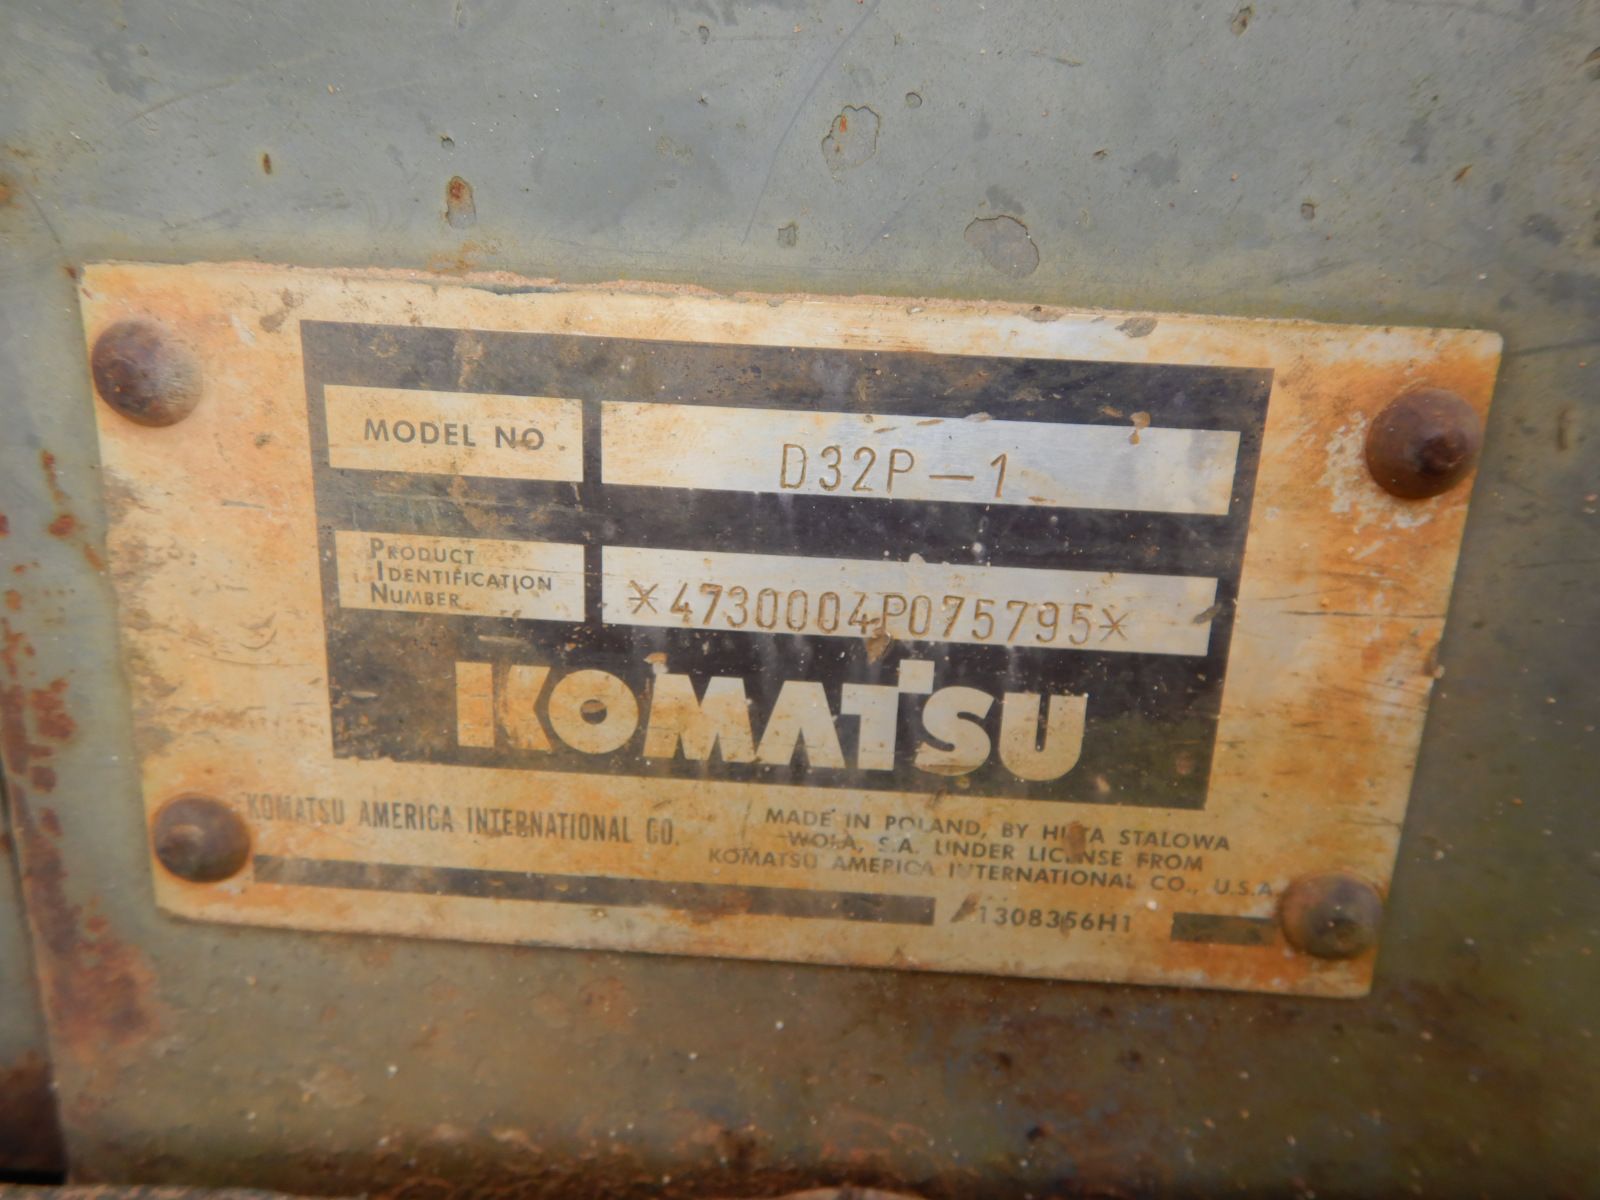 MODEL NO
D32P-1
PRODUCT
IDENTIFICATION
NUMBER
*4730004P075795*
KOMATSU
KOMATSU AMERICA INTERNATIONAL CO.
MADE IN POLAND, BY HUTA STALOWA
WOLA, S.A. UNDER LICENSE FROM
KOMATSU AMERICA INTERNATIONAL CO., U.S.A
1308356H1